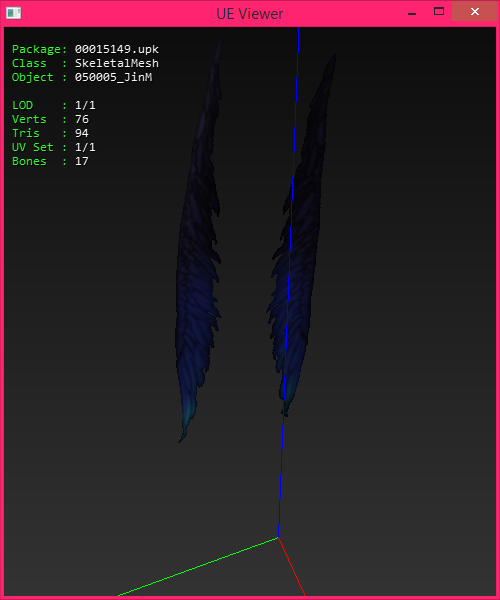 UE Viewer
Package: 00015149.upk
Class : SkeletalMesh
Object : 050005_JinM
LOD : 1/1
Verts : 76
Tris : 94
UV Set : 1/1
Bones : 17